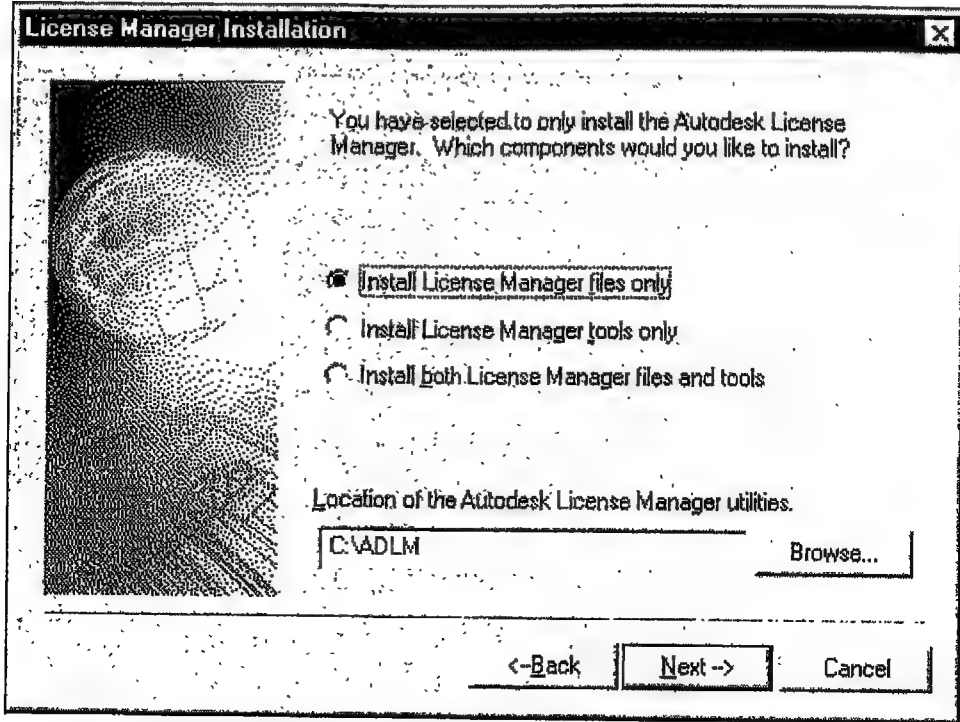 License Manager Installation
You have selected to only install the Autodesk License
Manager. Which components would you like to install?
Install License Manager files only
Install License Manager tools only
Install both License Manager files and tools
Location of the Autodesk License Manager utilities.
C:\ADLM
Browse...
<-Back
Next-->
Cancel